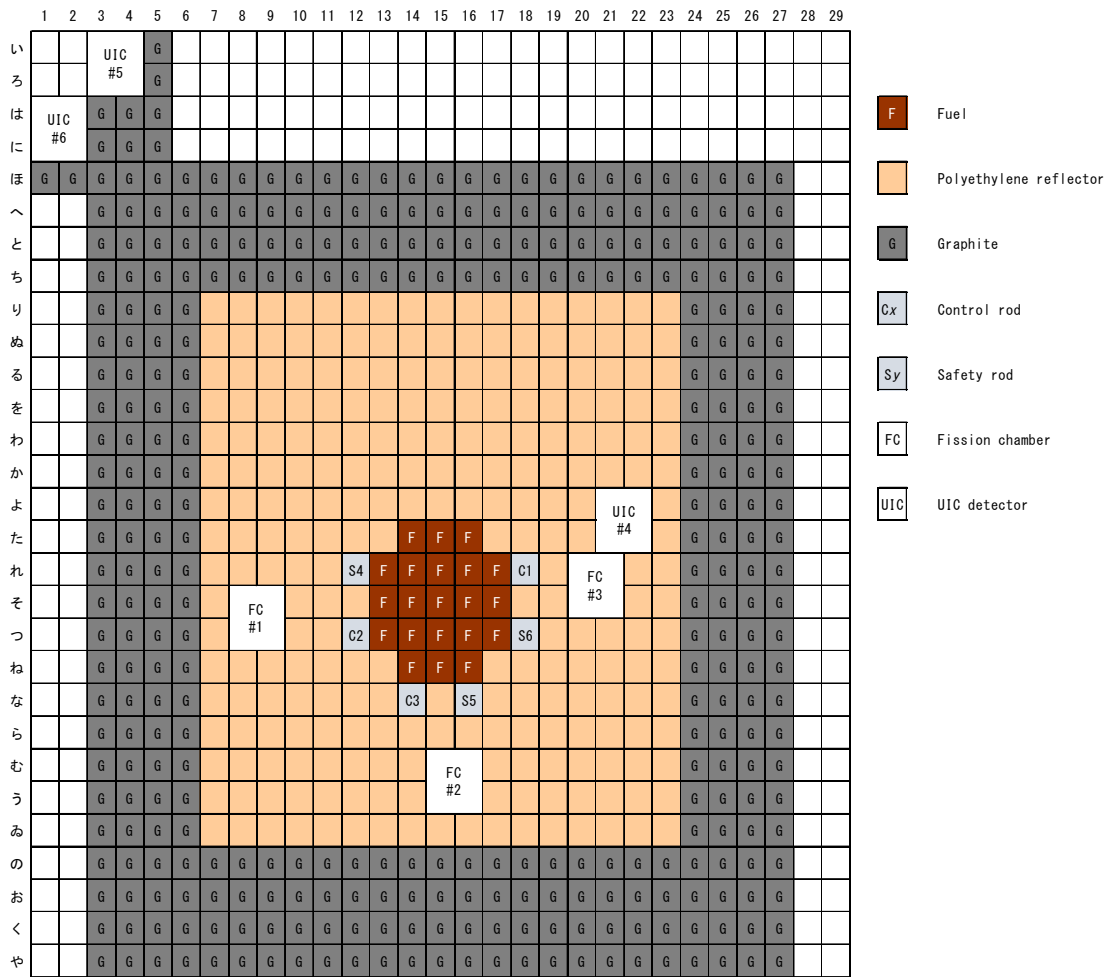 1 2 3 4 5 6 7 8 9 10 11 12 13 14 15 16 17 18 19 20 21 22 23 24 25 26 27 28 29
い UIC G
ろ #5 G
は UIC G G G
に #6 G G G
ほ G G G G G G G G G G G G G G G G G G G G G G G G G G G
へ G G G G G G G G G G G G G G G G G G G G G G G G G
と G G G G G G G G G G G G G G G G G G G G G G G G G
ち G G G G G G G G G G G G G G G G G G G G G G G G G
り G G G G G G G G
ぬ G G G G G G G G
る G G G G G G G G
を G G G G G G G G
わ G G G G G G G G
か G G G G G G G G
よ G G G G UIC G G G G
た G G G G F F F #4 G G G G
れ G G G G S4 F F F F F C1 FC G G G G
そ G G G G FC F F F F F #3 G G G G
つ G G G G #1 C2 F F F F F S6 G G G G
ね G G G G F F F G G G G
な G G G G C3 S5 G G G G
ら G G G G G G G G
む G G G G FC G G G G
う G G G G #2 G G G G
ゐ G G G G G G G G
の G G G G G G G G G G G G G G G G G G G G G G G G G
お G G G G G G G G G G G G G G G G G G G G G G G G G
く G G G G G G G G G G G G G G G G G G G G G G G G G
や G G G G G G G G G G G G G G G G G G G G G G G G G
F Fuel
Polyethylene reflector
G Graphite
Cx Control rod
Sy Safety rod
FC Fission chamber
UIC UIC detector